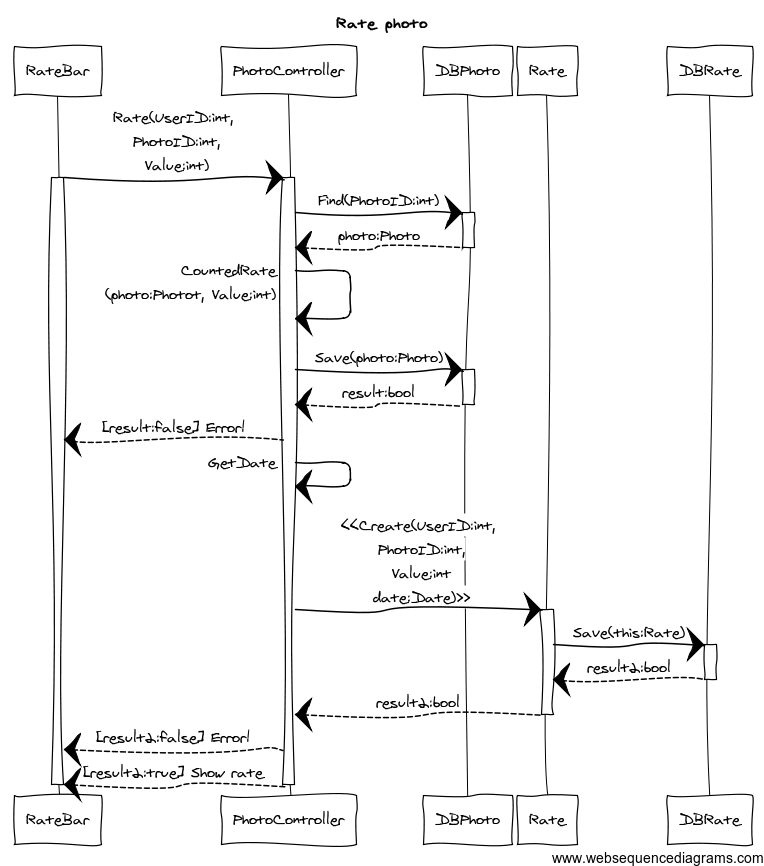 Rate photo
RateBar
PhotoController
DBPhoto
Rate
DBRate
Rate(UserID:int,
PhotoID:int,
Value:int)
Find(PhotoID:int)
photo:Photo
CountedRate
(photo:Photot, Value:int)
Save(photo:Photo)
result:bool
[result:false] Error!
GetDate
<<Create(UserID:int,
PhotoID:int,
Value:int
date:Date)>>
Save(this:Rate)
result2:bool
result2:bool
[result2:false] Error!
[result2:true] Show rate
RateBar
PhotoController
DBPhoto
Rate
DBRate
www.websequencediagrams.com